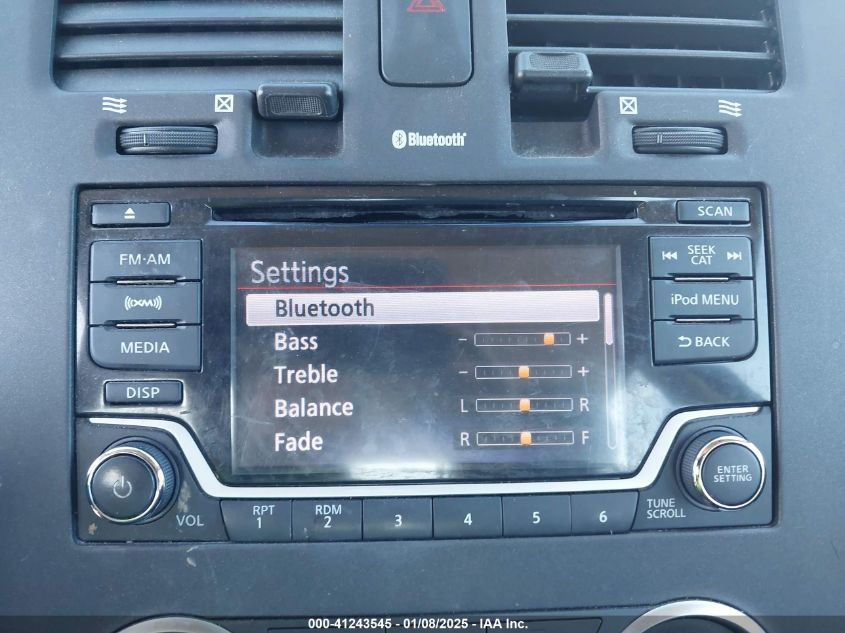 Bluetooth
SCAN
FM·AM
SEEK
CAT
((XM))
iPod MENU
MEDIA
BACK
DISP
Settings
Bluetooth
Bass - +
Treble - +
Balance L R
Fade R F
ENTER
SETTING
VOL
RPT
1
RDM
2
3
4
5
6
TUNE
SCROLL
000-41243545 - 01/08/2025 - IAA Inc.